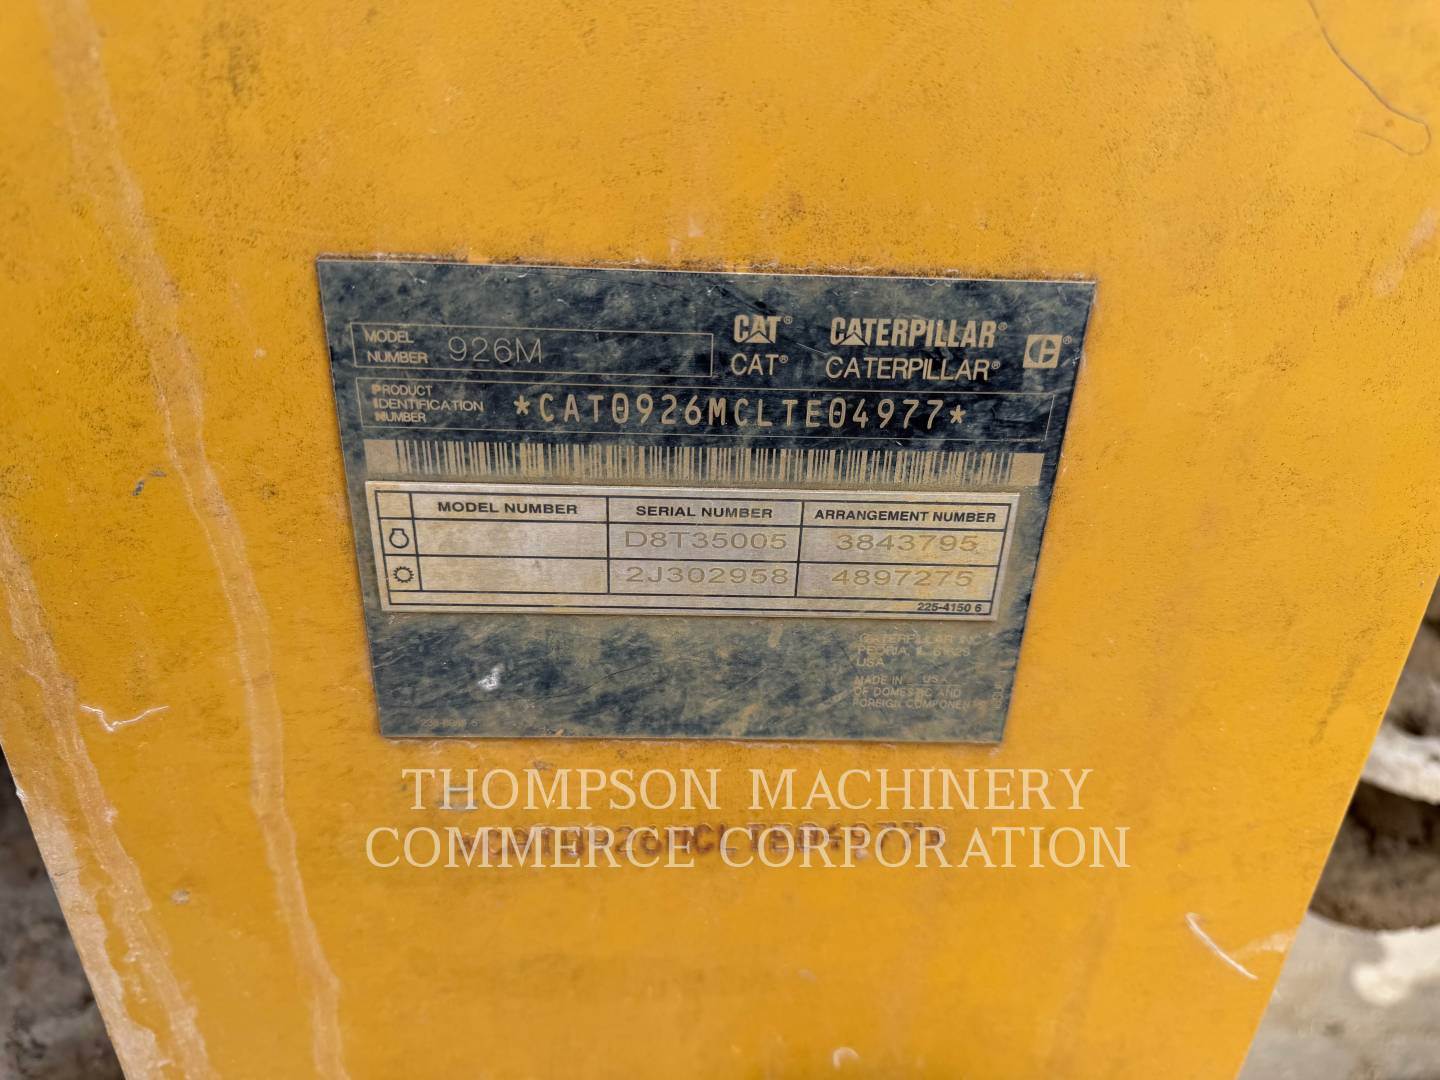 MODEL NUMBER 926M
CAT® CATERPILLAR®
CAT® CATERPILLAR®
PRODUCT IDENTIFICATION NUMBER *CAT0926MCLTE04977*
MODEL NUMBER SERIAL NUMBER ARRANGEMENT NUMBER
D8T35005 3843795
2J302958 4897275
225-4150 6
CATERPILLAR INC.
PEORIA, IL
USA
MADE IN USA
OF DOMESTIC AND
FOREIGN COMPONENTS
THOMPSON MACHINERY
*CAT0926MCLTE04977*
COMMERCE CORPORATION